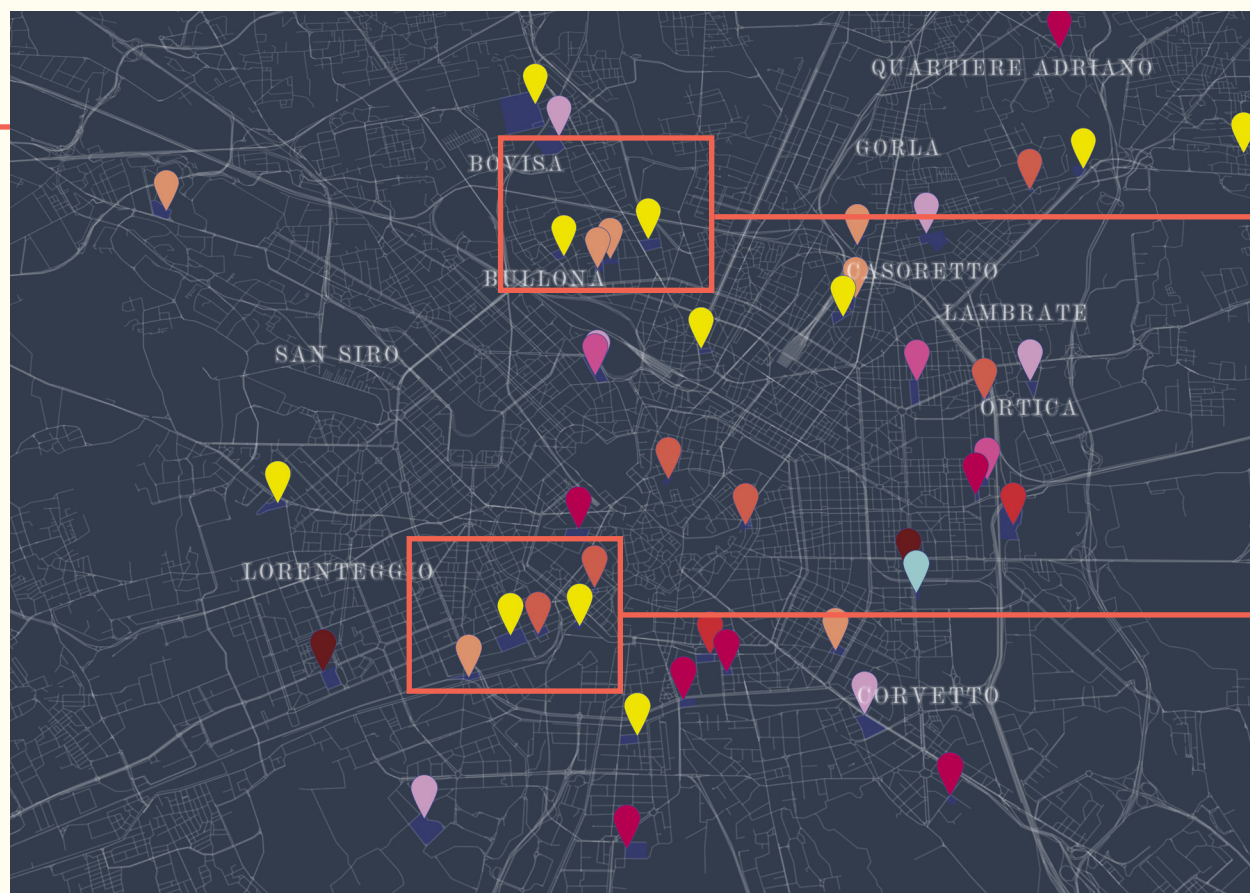 QUARTIERE ADRIANO
GORLA
BOVISA
CASORETTO
BULLONA
LAMBRATE
SAN SIRO
ORTICA
LORENTEGGIO
CORVETTO